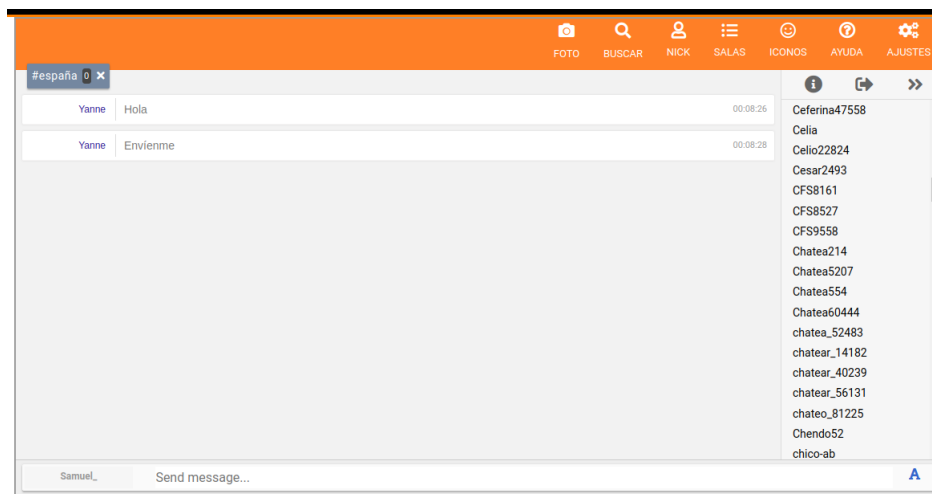 FOTO BUSCAR NICK SALAS ICONOS AYUDA AJUSTES
#españa 0 ×
Yanne Hola 00:08:26
Yanne Envienme 00:08:28
Ceferina47558
Celia
Celio22824
Cesar2493
CFS8161
CFS8527
CFS9558
Chatea214
Chatea5207
Chatea554
Chatea60444
chatea_52483
chatear_14182
chatear_40239
chatear_56131
chateo_81225
Chendo52
chico-ab
Samuel_ Send message... A